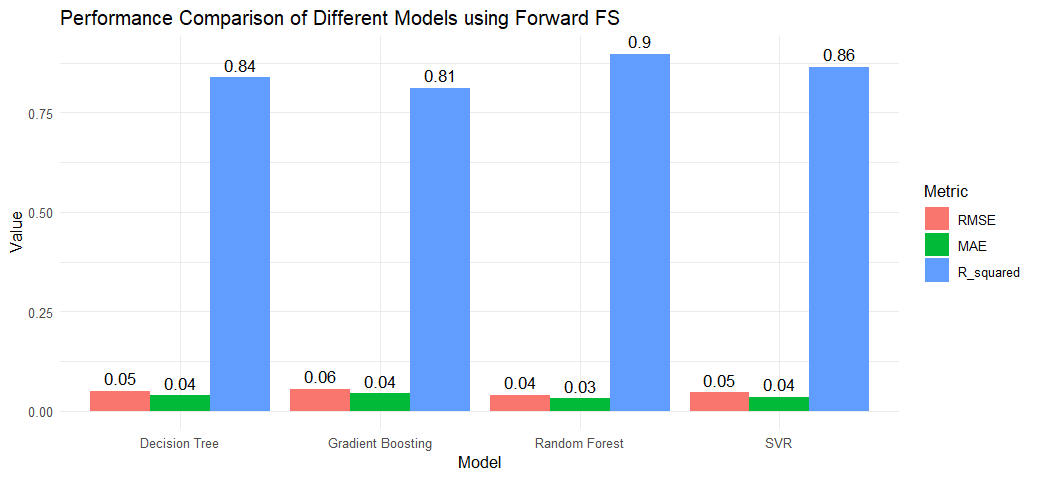 Performance Comparison of Different Models using Forward FS
Value
0.75
0.50
0.25
0.00
0.05
0.04
0.84
0.06
0.04
0.81
0.04
0.03
0.9
0.05
0.04
0.86
Decision Tree
Gradient Boosting
Random Forest
SVR
Model
Metric
RMSE
MAE
R_squared